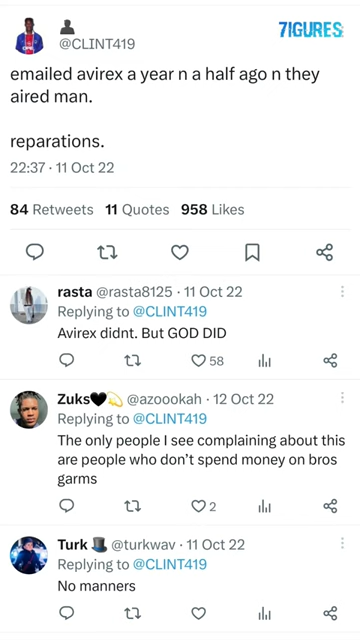 7IGURES
@CLINT419
emailed avirex a year n a half ago n they
aired man.
reparations.
22:37 · 11 Oct 22
84 Retweets 11 Quotes 958 Likes
rasta @rasta8125 · 11 Oct 22
Replying to @CLINT419
Avirex didnt. But GOD DID
58
Zuks🖤💫 @azoookah · 12 Oct 22
Replying to @CLINT419
The only people I see complaining about this
are people who don’t spend money on bros
garms
2
Turk 🎩 @turkwav · 11 Oct 22
Replying to @CLINT419
No manners